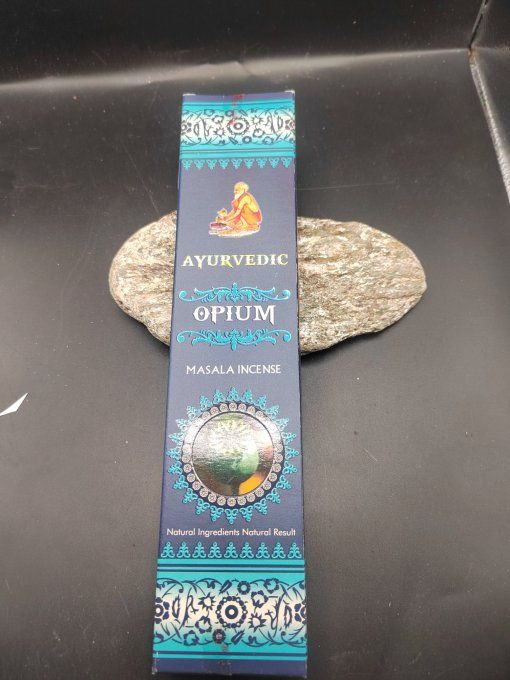 AYURVEDIC
OPIUM
MASALA INCENSE
Natural Ingredients Natural Result